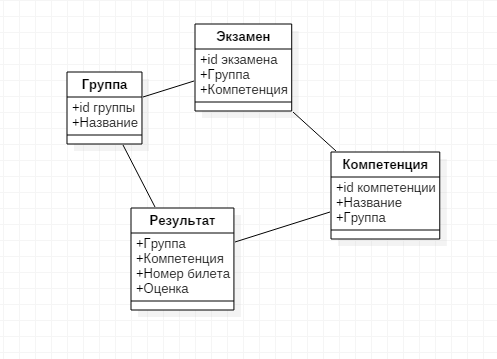 Экзамен
+id экзамена
+Группа
+Компетенция
Группа
+id группы
+Название
Компетенция
+id компетенции
+Название
+Группа
Результат
+Группа
+Компетенция
+Номер билета
+Оценка